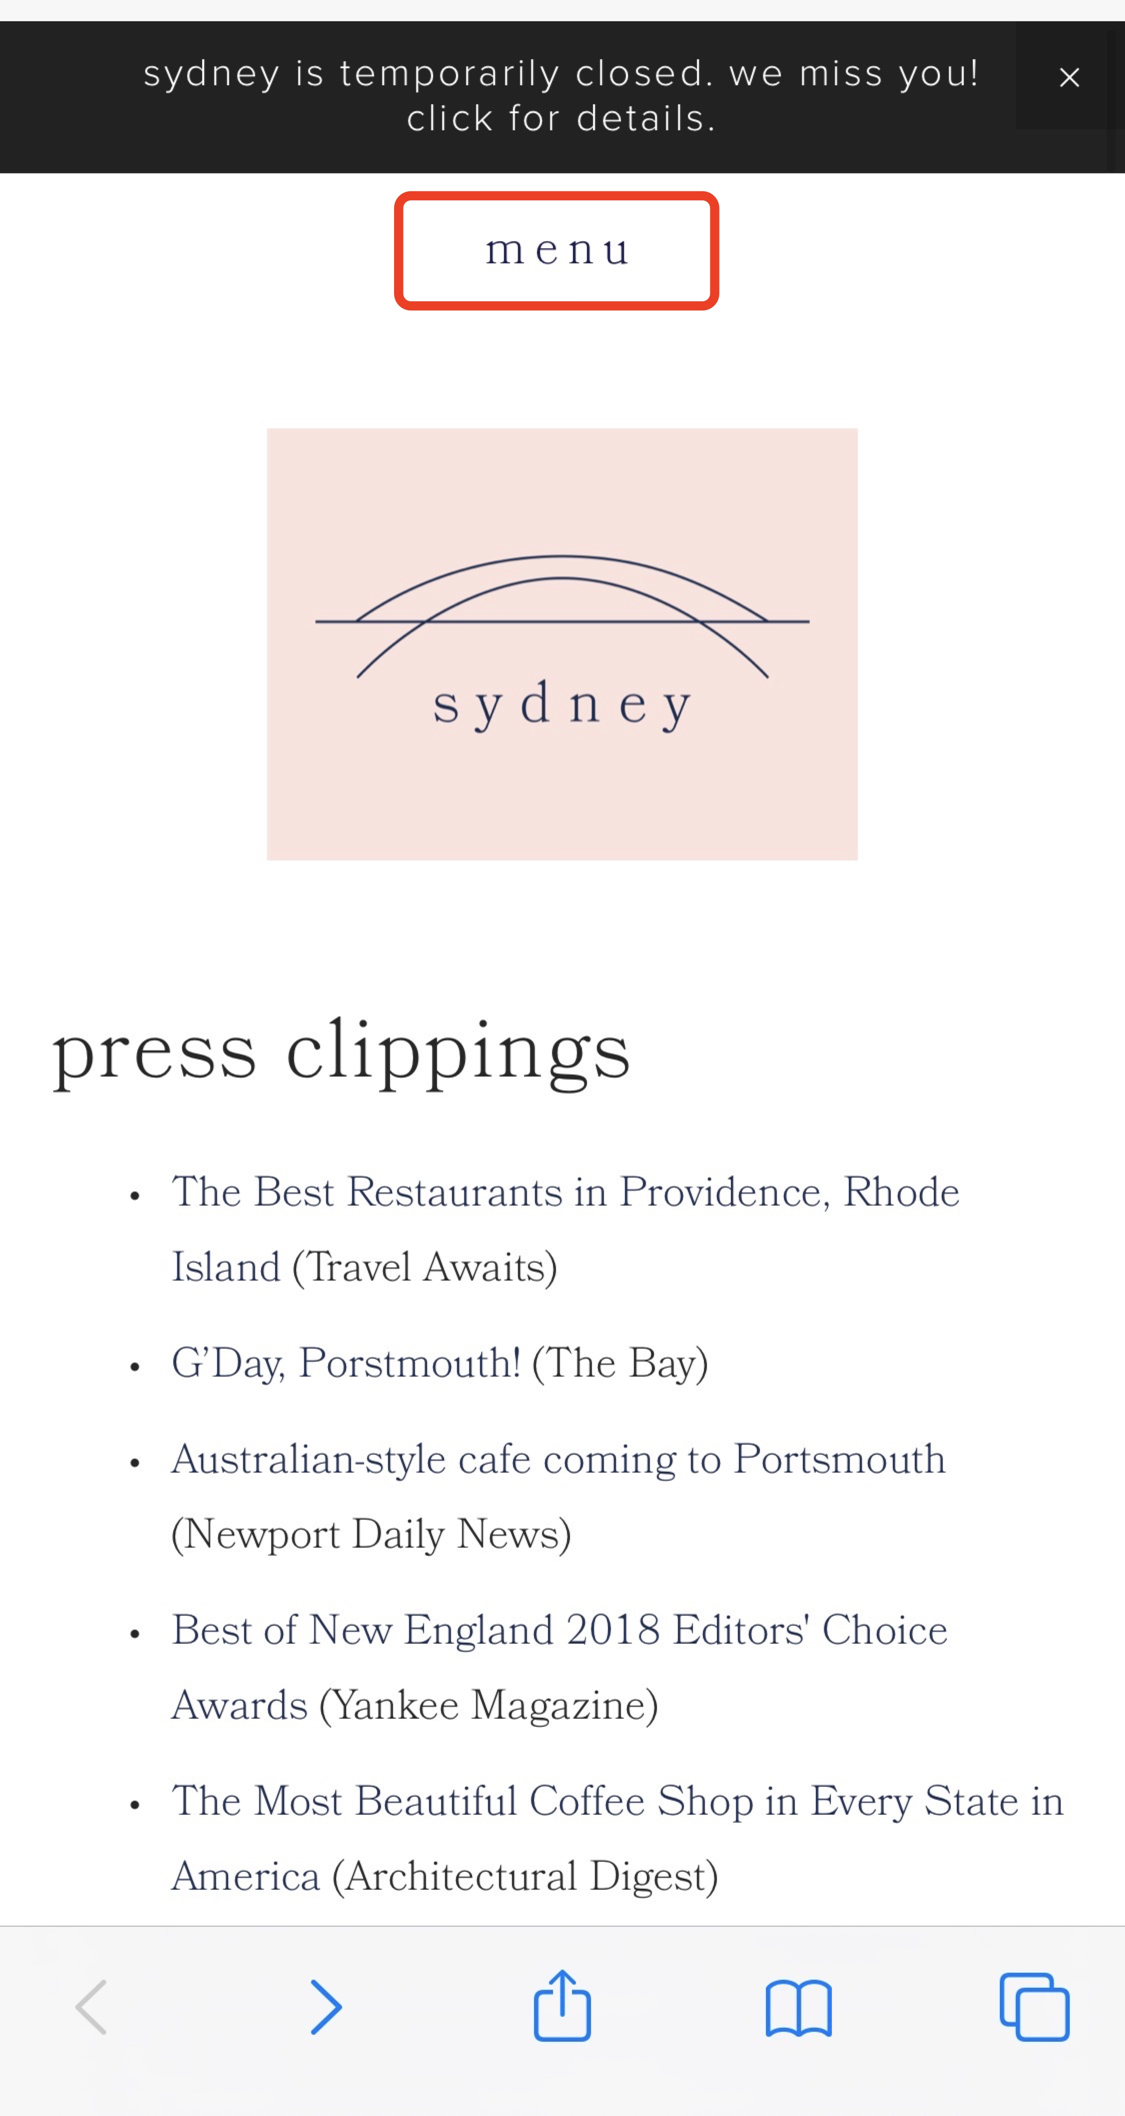 sydney is temporarily closed. we miss you!
click for details.
menu
sydney
press clippings
• The Best Restaurants in Providence, Rhode
Island (Travel Awaits)
• G’Day, Porstmouth! (The Bay)
• Australian-style cafe coming to Portsmouth
(Newport Daily News)
• Best of New England 2018 Editors' Choice
Awards (Yankee Magazine)
• The Most Beautiful Coffee Shop in Every State in
America (Architectural Digest)